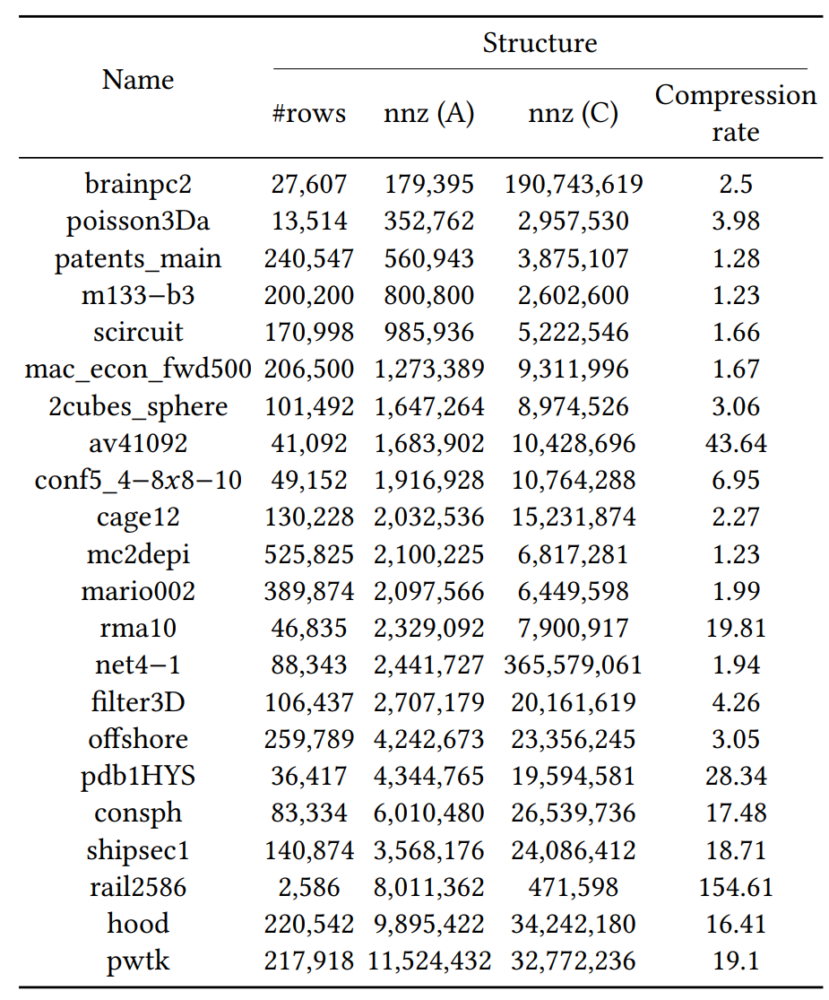 Name Structure
#rows nnz (A) nnz (C) Compression rate
brainpc2 27,607 179,395 190,743,619 2.5
poisson3Da 13,514 352,762 2,957,530 3.98
patents_main 240,547 560,943 3,875,107 1.28
m133−b3 200,200 800,800 2,602,600 1.23
scircuit 170,998 985,936 5,222,546 1.66
mac_econ_fwd500 206,500 1,273,389 9,311,996 1.67
2cubes_sphere 101,492 1,647,264 8,974,526 3.06
av41092 41,092 1,683,902 10,428,696 43.64
conf5_4−8x8−10 49,152 1,916,928 10,764,288 6.95
cage12 130,228 2,032,536 15,231,874 2.27
mc2depi 525,825 2,100,225 6,817,281 1.23
mario002 389,874 2,097,566 6,449,598 1.99
rma10 46,835 2,329,092 7,900,917 19.81
net4−1 88,343 2,441,727 365,579,061 1.94
filter3D 106,437 2,707,179 20,161,619 4.26
offshore 259,789 4,242,673 23,356,245 3.05
pdb1HYS 36,417 4,344,765 19,594,581 28.34
consph 83,334 6,010,480 26,539,736 17.48
shipsec1 140,874 3,568,176 24,086,412 18.71
rail2586 2,586 8,011,362 471,598 154.61
hood 220,542 9,895,422 34,242,180 16.41
pwtk 217,918 11,524,432 32,772,236 19.1